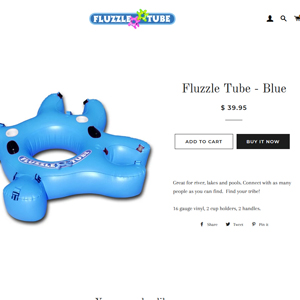 FLUZZLE TUBE
Fluzzle Tube - Blue
$ 39.95
ADD TO CART
BUY IT NOW
FLUZZLE TUBE
Great for river, lakes and pools. Connect with as many
people as you can find. Find your tribe!
14 gauge vinyl, 2 cup holders, 2 handles.
Share
Tweet
Pin it